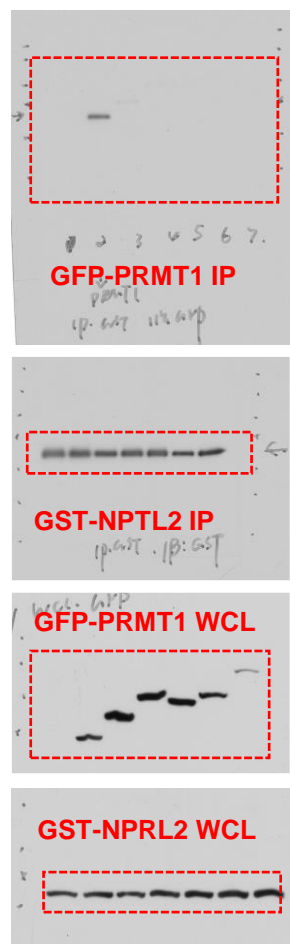 2 3 4 5 6 7.
GFP-PRMT1 IP
PRMT1
IP: GST IB: GFP
GST-NPTL2 IP
IP: GST . IB: GST
WCL. GFP
GFP-PRMT1 WCL
GST-NPRL2 WCL